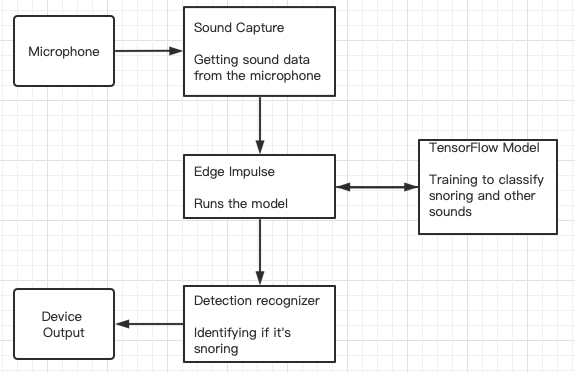 Microphone
Sound Capture
Getting sound data
from the microphone
Edge Impulse
Runs the model
TensorFlow Model
Training to classify
snoring and other
sounds
Detection recognizer
Identifying if it's
snoring
Device
Output